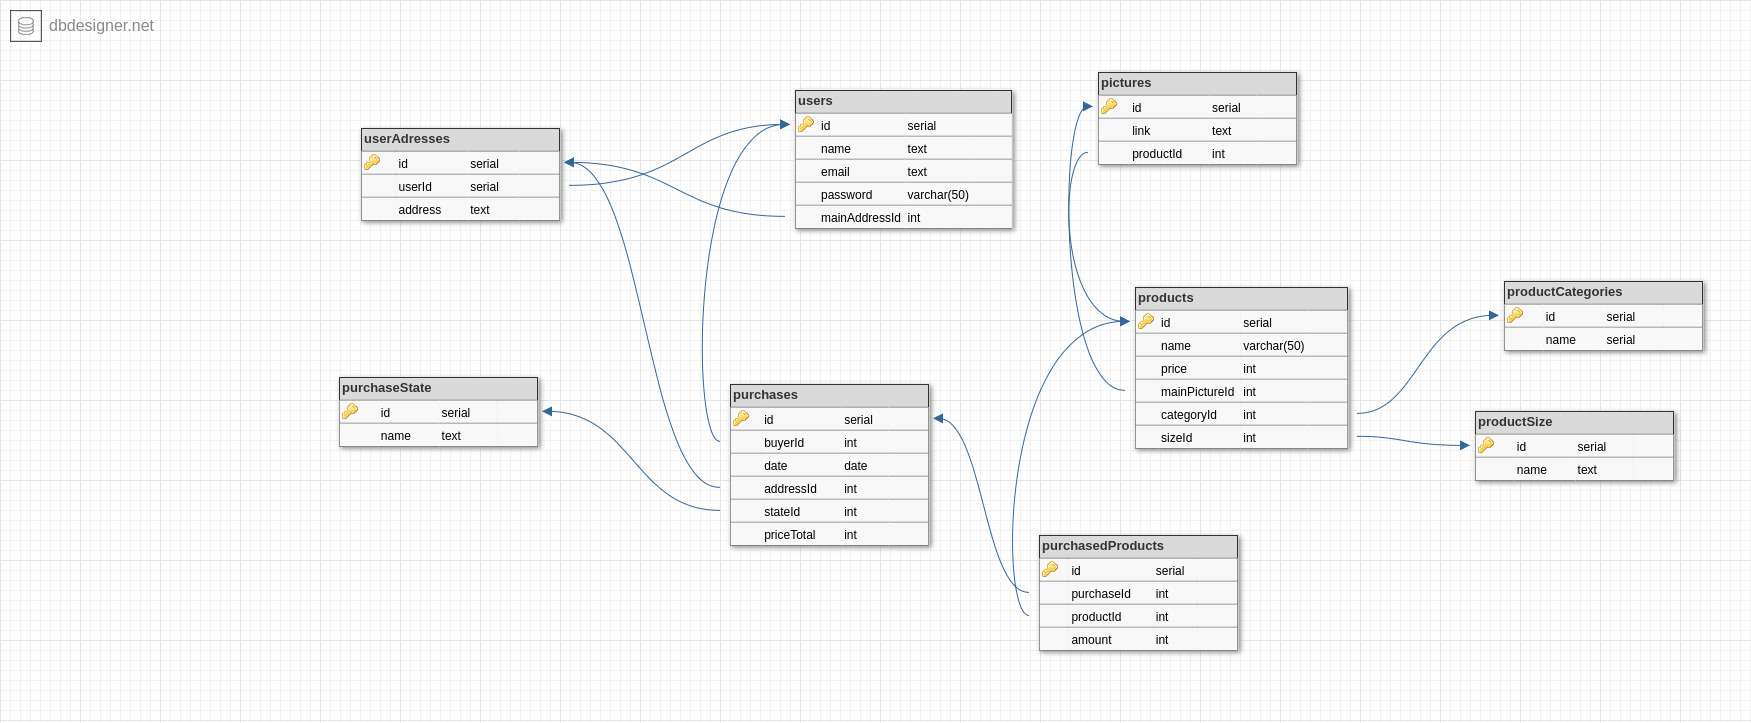 dbdesigner.net
userAdresses
id serial
userId serial
address text
users
id serial
name text
email text
password varchar(50)
mainAddressId int
pictures
id serial
link text
productId int
products
id serial
name varchar(50)
price int
mainPictureId int
categoryId int
sizeId int
productCategories
id serial
name serial
productSize
id serial
name text
purchaseState
id serial
name text
purchases
id serial
buyerId int
date date
addressId int
stateId int
priceTotal int
purchasedProducts
id serial
purchaseId int
productId int
amount int